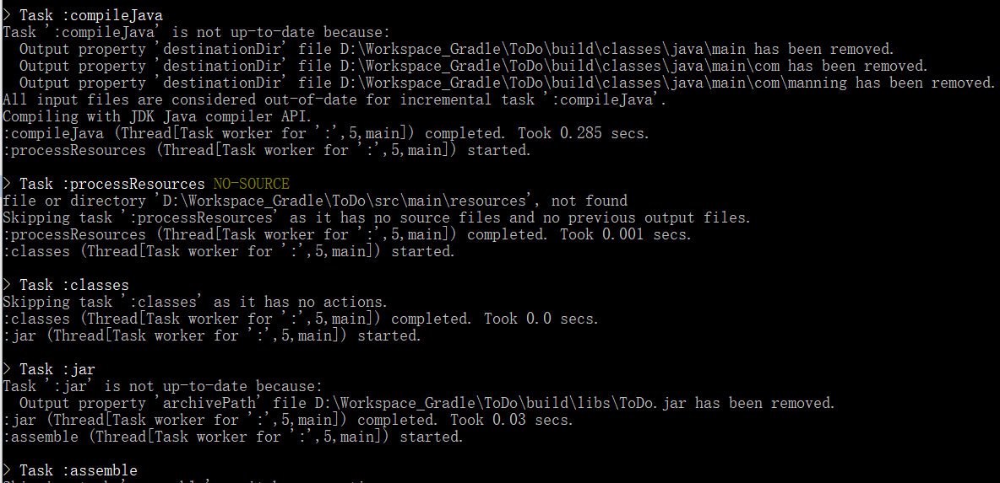 > Task :compileJava
Task ':compileJava' is not up-to-date because:
  Output property 'destinationDir' file D:\Workspace_Gradle\ToDo\build\classes\java\main has been removed.
  Output property 'destinationDir' file D:\Workspace_Gradle\ToDo\build\classes\java\main\com has been removed.
  Output property 'destinationDir' file D:\Workspace_Gradle\ToDo\build\classes\java\main\com\manning has been removed.
All input files are considered out-of-date for incremental task ':compileJava'.
Compiling with JDK Java compiler API.
:compileJava (Thread[Task worker for ':',5,main]) completed. Took 0.285 secs.
:processResources (Thread[Task worker for ':',5,main]) started.
> Task :processResources NO-SOURCE
file or directory 'D:\Workspace_Gradle\ToDo\src\main\resources', not found
Skipping task ':processResources' as it has no source files and no previous output files.
:processResources (Thread[Task worker for ':',5,main]) completed. Took 0.001 secs.
:classes (Thread[Task worker for ':',5,main]) started.
> Task :classes
Skipping task ':classes' as it has no actions.
:classes (Thread[Task worker for ':',5,main]) completed. Took 0.0 secs.
:jar (Thread[Task worker for ':',5,main]) started.
> Task :jar
Task ':jar' is not up-to-date because:
  Output property 'archivePath' file D:\Workspace_Gradle\ToDo\build\libs\ToDo.jar has been removed.
:jar (Thread[Task worker for ':',5,main]) completed. Took 0.03 secs.
:assemble (Thread[Task worker for ':',5,main]) started.
> Task :assemble